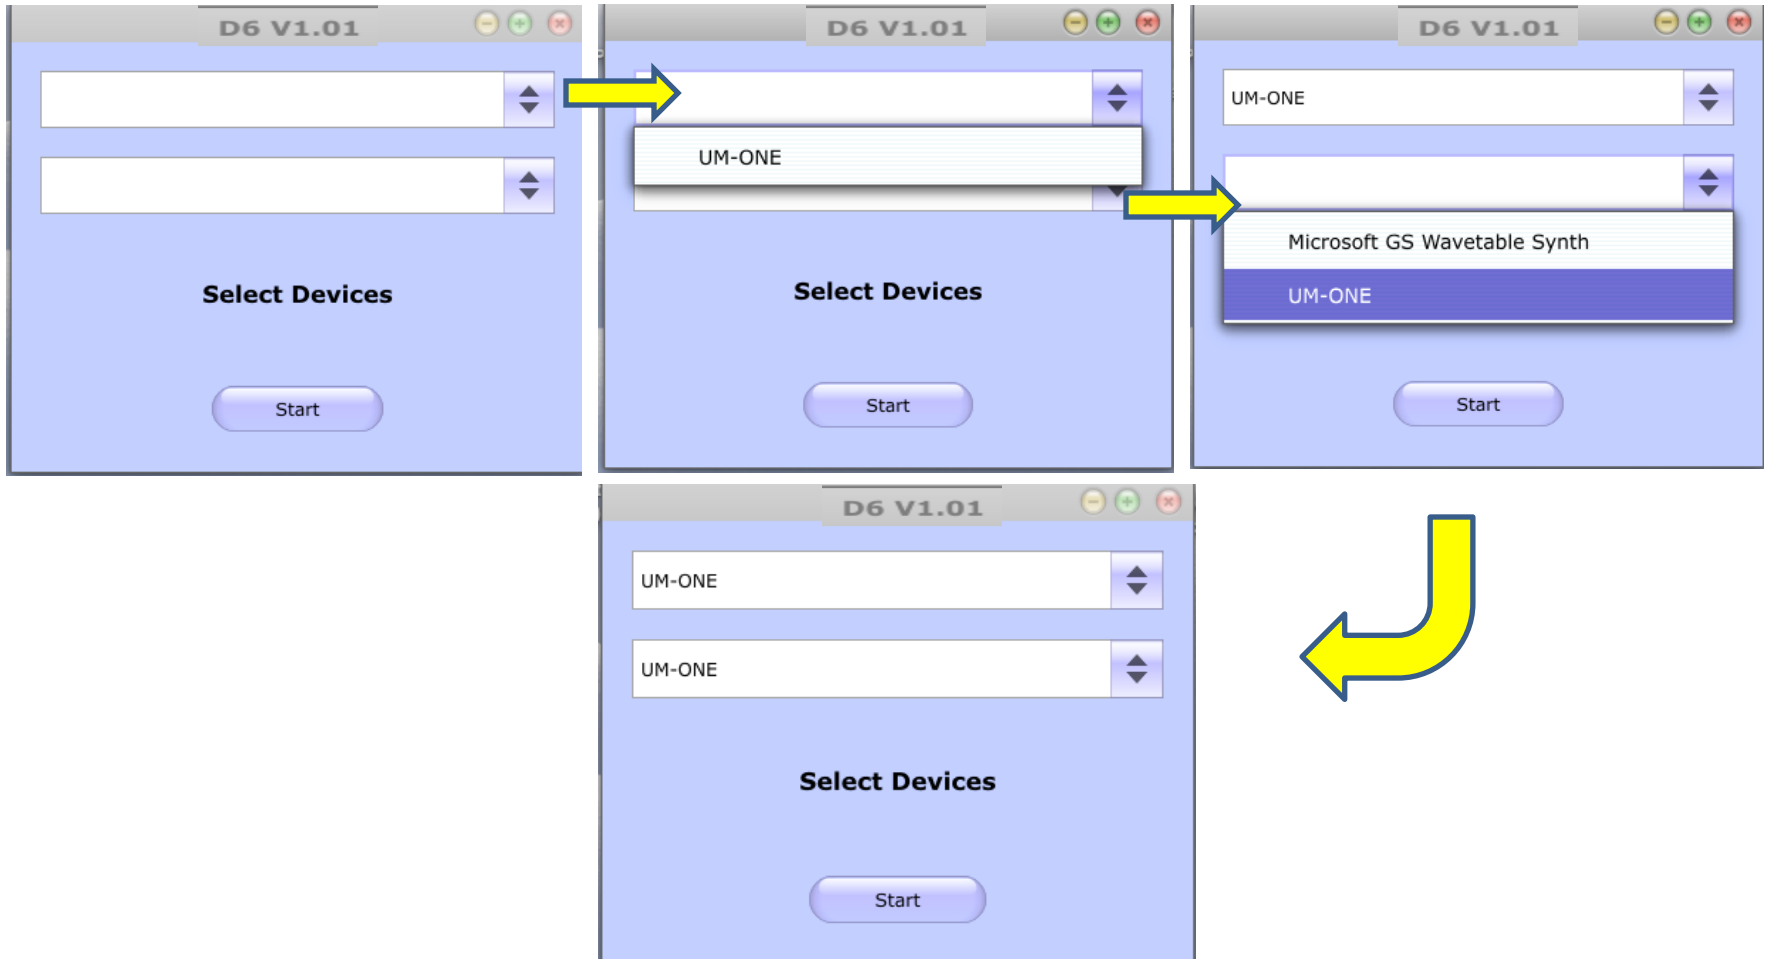 D6 V1.01
Select Devices
Start
D6 V1.01
UM-ONE
Select Devices
Start
D6 V1.01
UM-ONE
Microsoft GS Wavetable Synth
UM-ONE
Start
D6 V1.01
UM-ONE
UM-ONE
Select Devices
Start